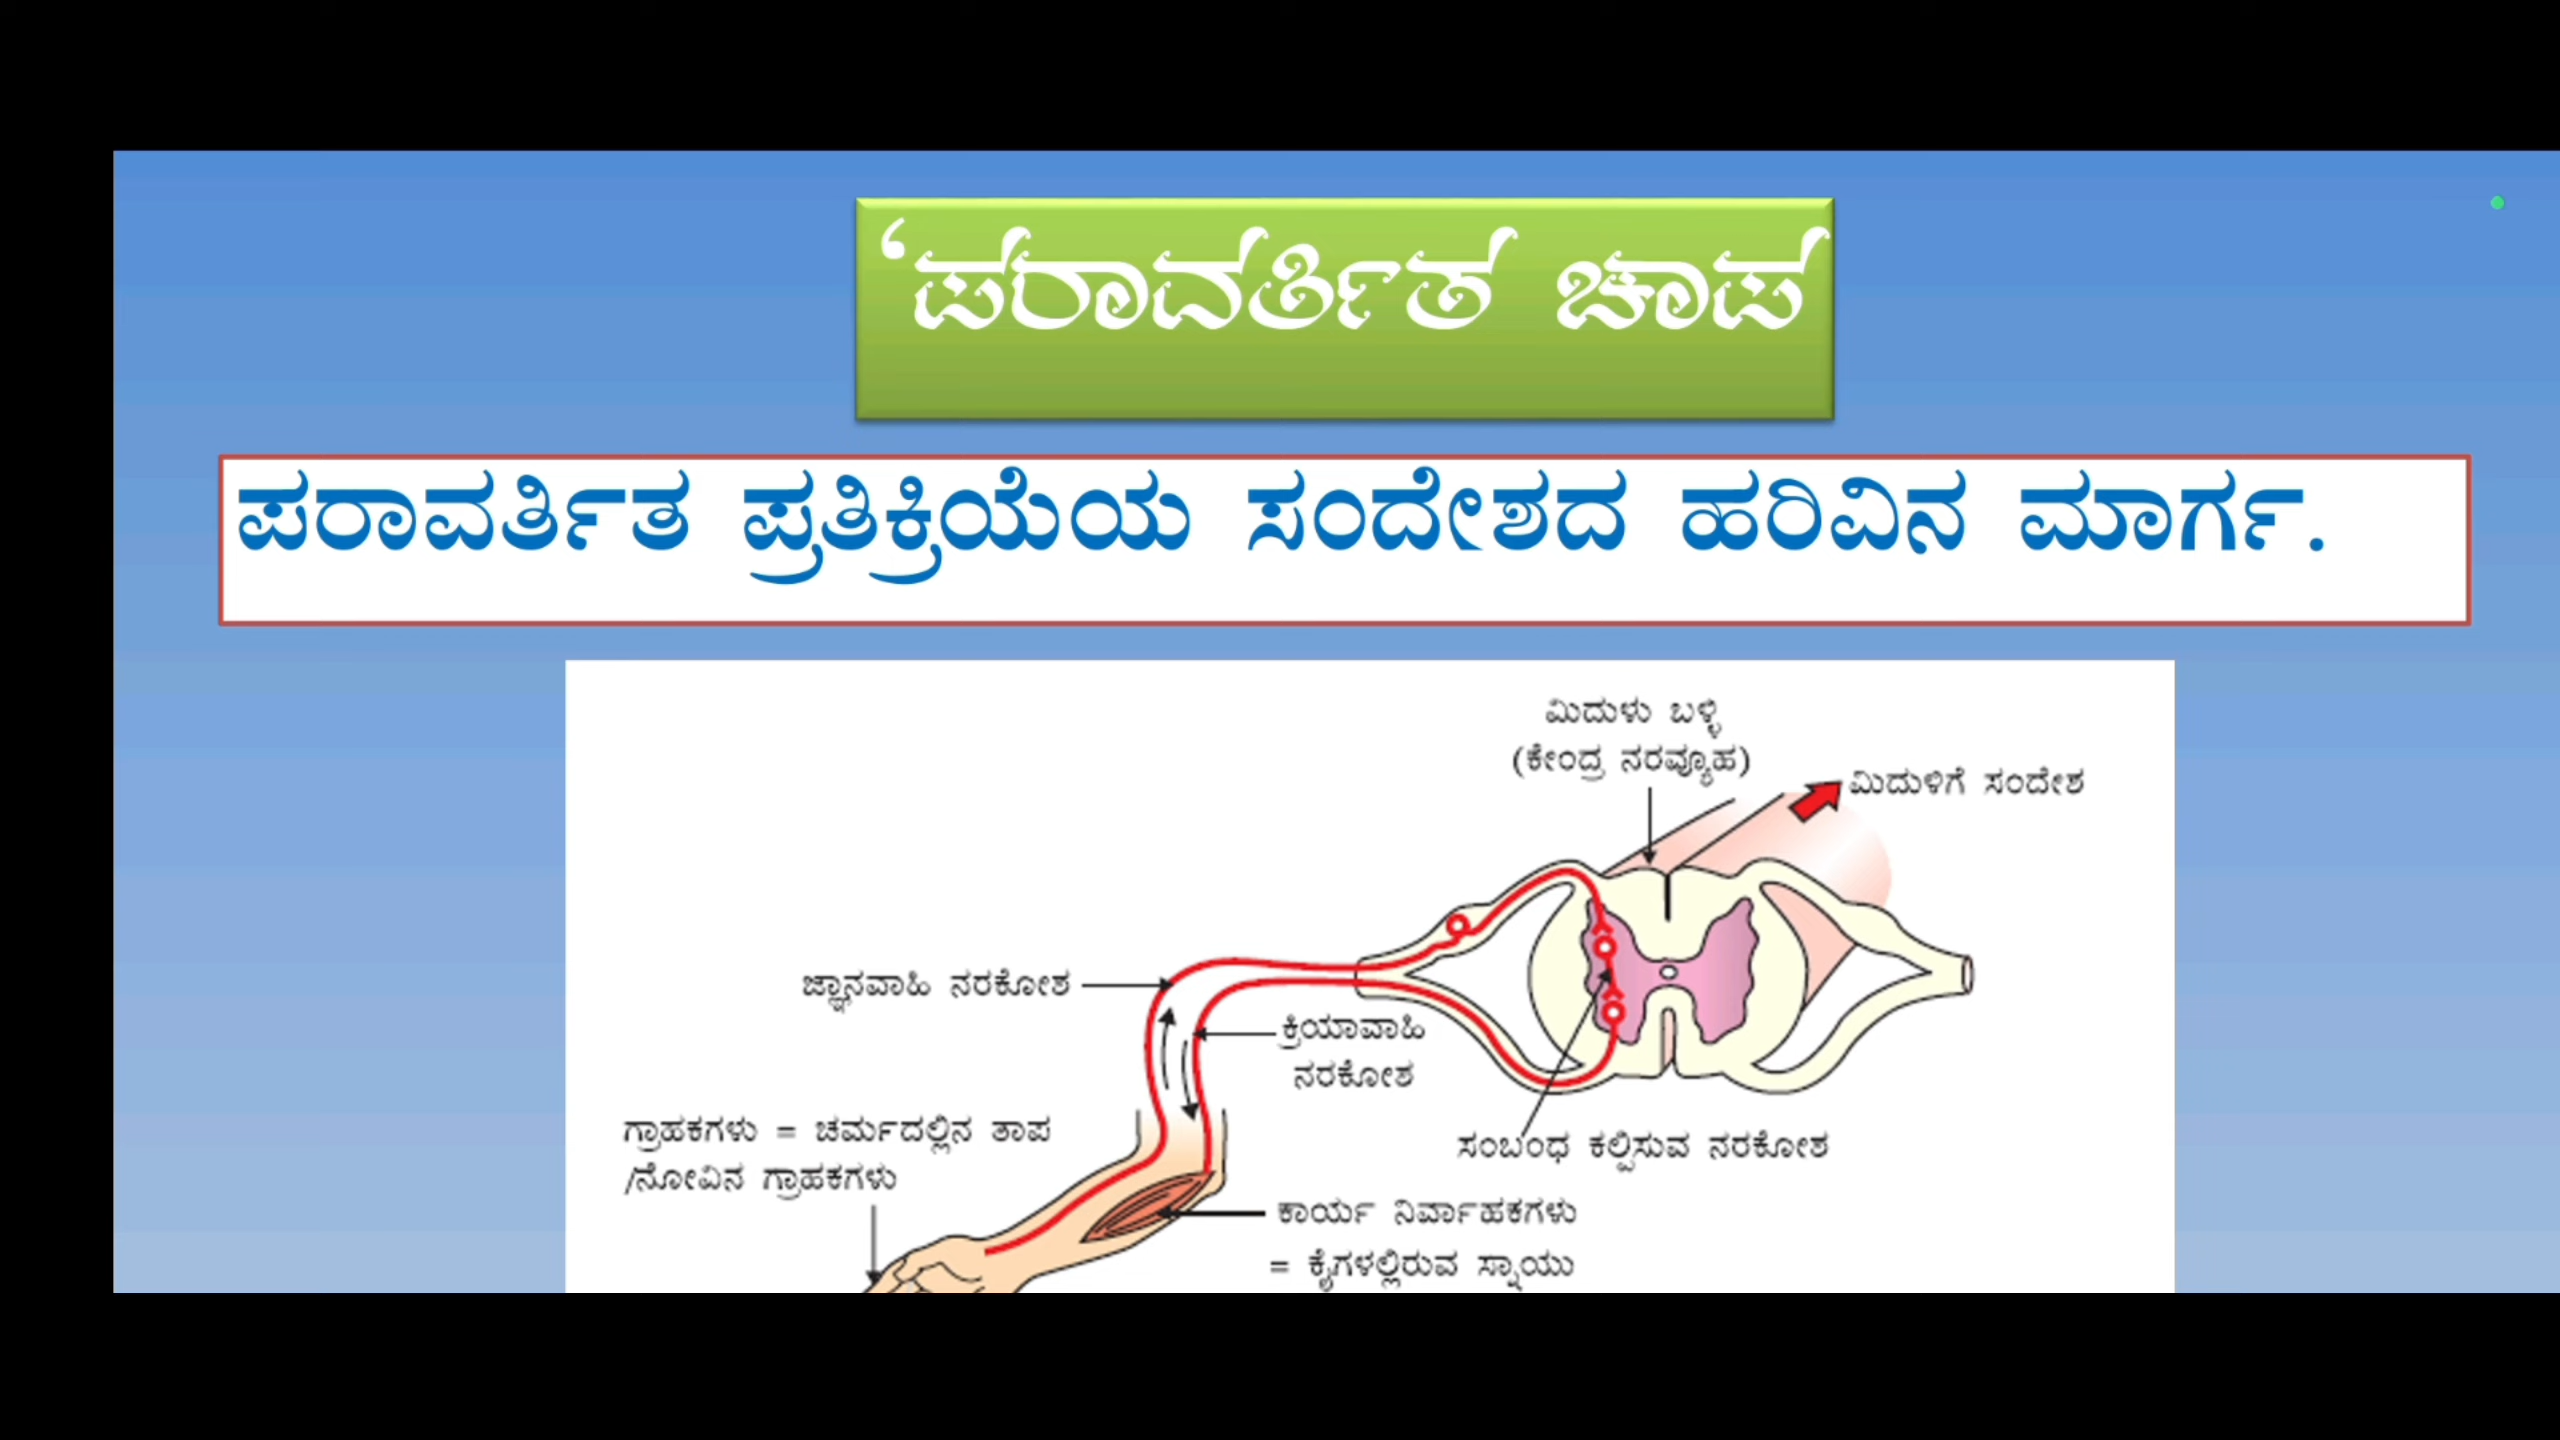 ‘ಪರಾವರ್ತಿತ ಚಾಪ
ಪರಾವರ್ತಿತ ಪ್ರತಿಕ್ರಿಯೆಯ ಸಂದೇಶದ ಹರಿವಿನ ಮಾರ್ಗ.
ಮಿದುಳು ಬಳ್ಳಿ
(ಕೇಂದ್ರ ನರವ್ಯೂಹ)
ಮಿದುಳಿಗೆ ಸಂದೇಶ
ಜ್ಞಾನವಾಹಿ ನರಕೋಶ
ಕ್ರಿಯಾವಾಹಿ
ನರಕೋಶ
ಗ್ರಾಹಕಗಳು = ಚರ್ಮದಲ್ಲಿನ ತಾಪ
/ನೋವಿನ ಗ್ರಾಹಕಗಳು
ಸಂಬಂಧ ಕಲ್ಪಿಸುವ ನರಕೋಶ
ಕಾರ್ಯ ನಿರ್ವಾಹಕಗಳು
= ಕೈಗಳಲ್ಲಿರುವ ಸ್ನಾಯು